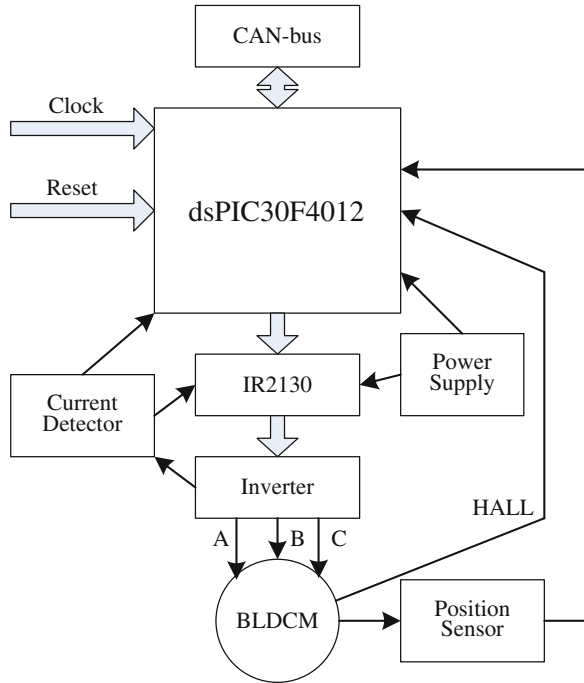 CAN-bus
Clock
Reset
dsPIC30F4012
Power
Supply
IR2130
Current
Detector
Inverter
HALL
A
B
C
BLDCM
Position
Sensor